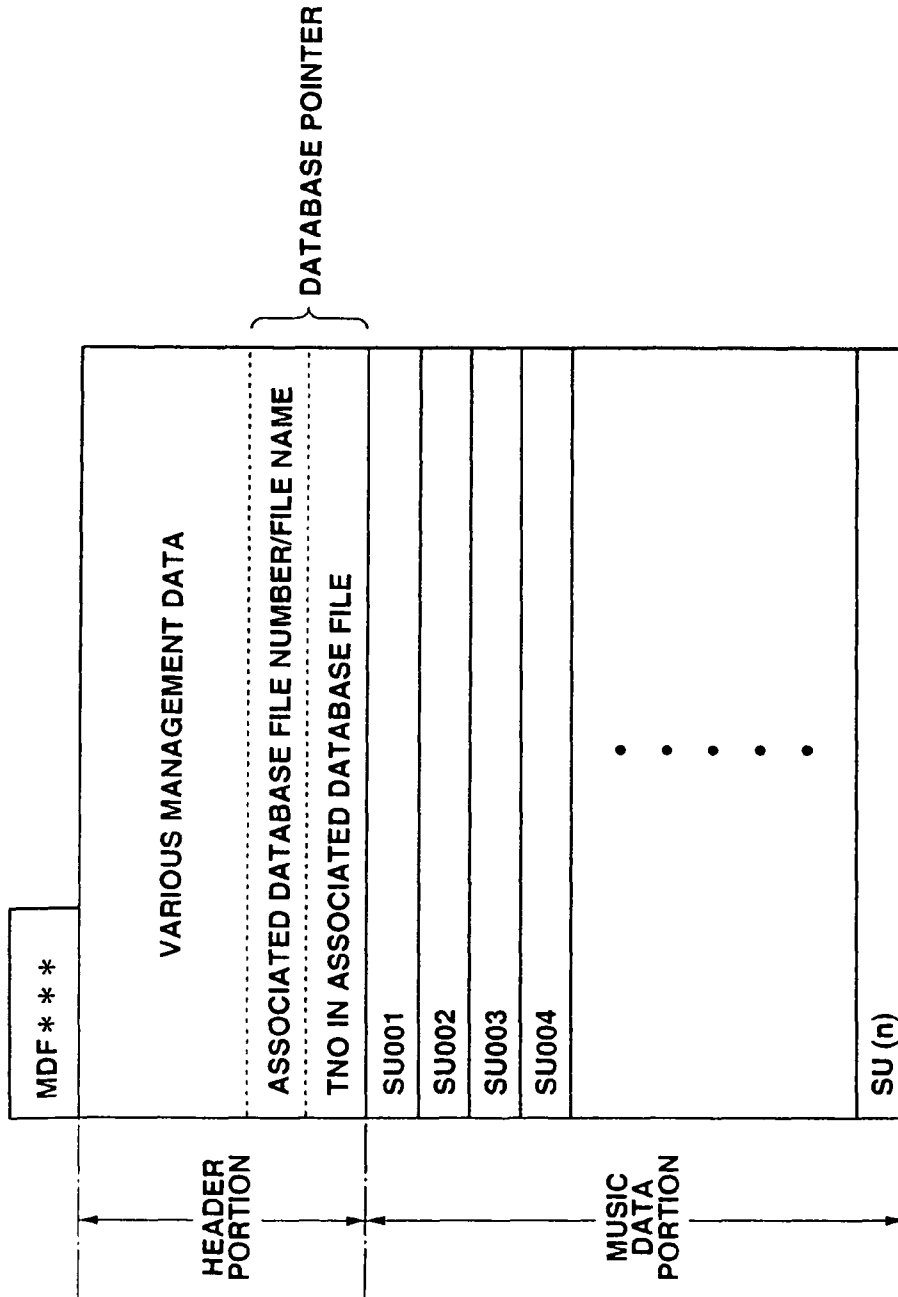 MDF***
HEADER
PORTION
VARIOUS MANAGEMENT DATA
ASSOCIATED DATABASE FILE NUMBER/FILE NAME
TNO IN ASSOCIATED DATABASE FILE
DATABASE POINTER
MUSIC
DATA
PORTION
SU001
SU002
SU003
SU004
SU (n)